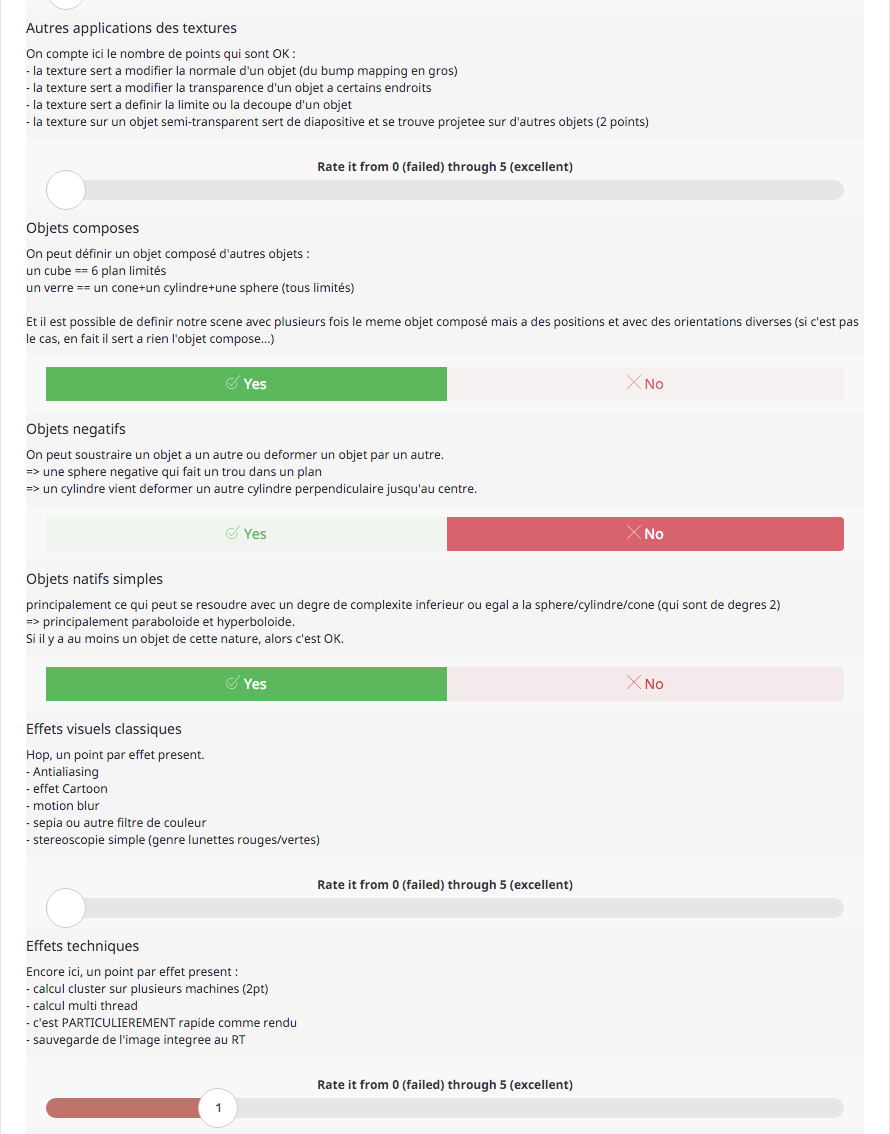 Autres applications des textures
On compte ici le nombre de points qui sont OK :
- la texture sert a modifier la normale d'un objet (du bump mapping en gros)
- la texture sert a modifier la transparence d'un objet a certains endroits
- la texture sert a definir la limite ou la decoupe d'un objet
- la texture sur un objet semi-transparent sert de diapositive et se trouve projetee sur d'autres objets (2 points)
Rate it from 0 (failed) through 5 (excellent)
Objets composes
On peut définir un objet composé d'autres objets :
un cube == 6 plan limités
un verre == un cone+un cylindre+une sphere (tous limités)
Et il est possible de definir notre scene avec plusieurs fois le meme objet composé mais a des positions et avec des orientations diverses (si c'est pas
le cas, en fait il sert a rien l'objet compose...)
Yes No
Objets negatifs
On peut soustraire un objet a un autre ou deformer un objet par un autre.
=> une sphere negative qui fait un trou dans un plan
=> un cylindre vient deformer un autre cylindre perpendiculaire jusqu'au centre.
Yes No
Objets natifs simples
principalement ce qui peut se resoudre avec un degre de complexite inferieur ou egal a la sphere/cylindre/cone (qui sont de degres 2)
=> principalement paraboloide et hyperboloide.
Si il y a au moins un objet de cette nature, alors c'est OK.
Yes No
Effets visuels classiques
Hop, un point par effet present.
- Antialiasing
- effet Cartoon
- motion blur
- sepia ou autre filtre de couleur
- stereoscopie simple (genre lunettes rouges/vertes)
Rate it from 0 (failed) through 5 (excellent)
Effets techniques
Encore ici, un point par effet present :
- calcul cluster sur plusieurs machines (2pt)
- calcul multi thread
- c'est PARTICULIEREMENT rapide comme rendu
- sauvegarde de l'image integree au RT
Rate it from 0 (failed) through 5 (excellent)
1